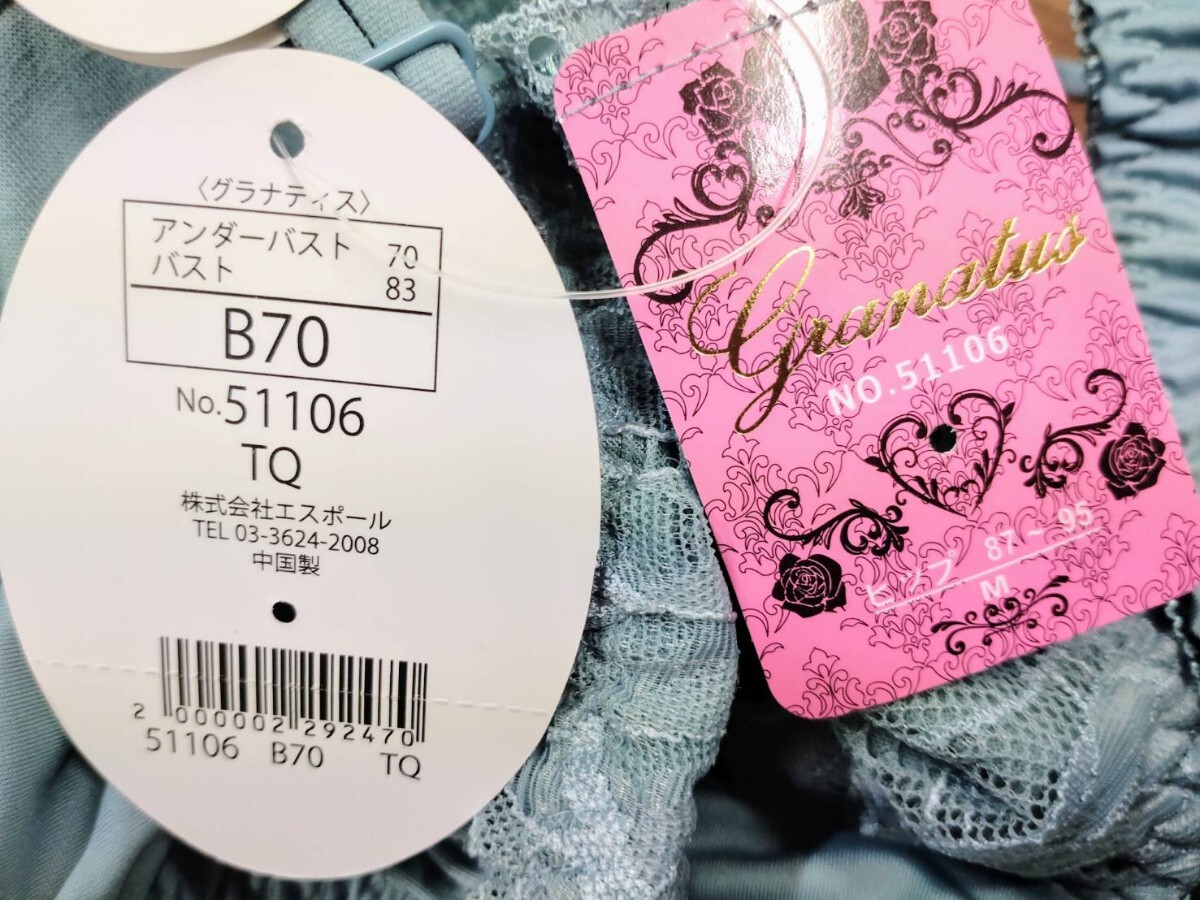 〈グラナティス〉
アンダーバスト 70
バスト 83
B70
No.51106
TQ
株式会社エスポール
TEL 03-3624-2008
中国製
2 000002 292470
51106 B70 TQ
Granatus
NO.51106
ヒップ 87~95
M